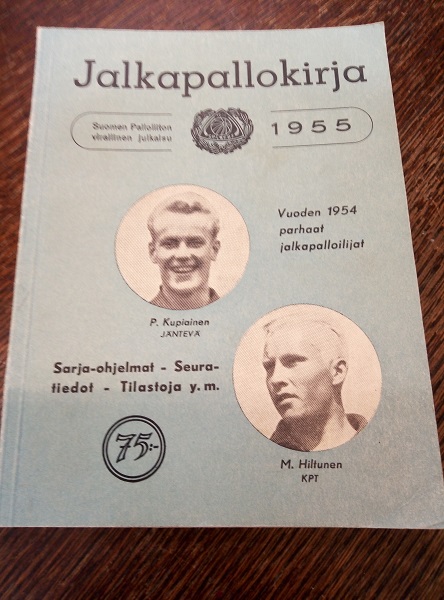 Jalkapallokirja
Suomen Palloliiton
virallinen julkaisu
1955
Vuoden 1954
parhaat
jalkapalloilijat
P. Kupiainen
JÄNTEVÄ
Sarja-ohjelmat - Seura-
tiedot - Tilastoja y.m.
75:-
M. Hiltunen
KPT